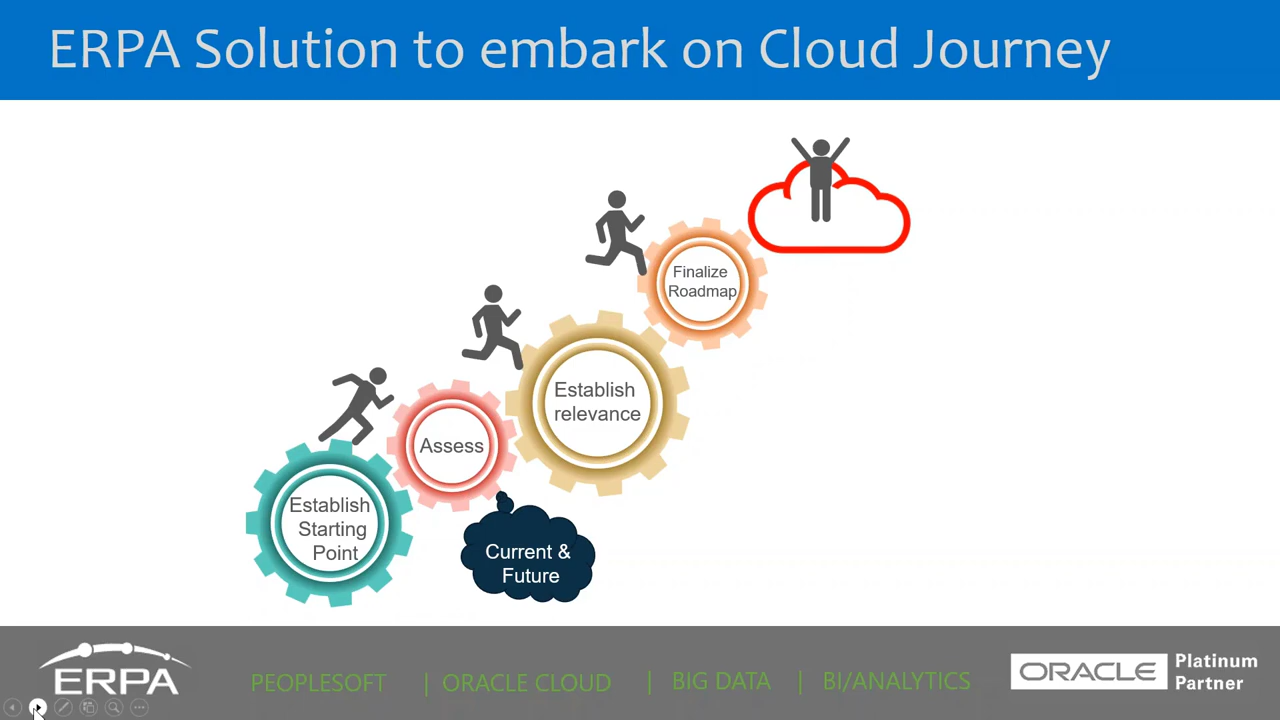 ERPA Solution to embark on Cloud Journey
Finalize
Roadmap
Establish
relevance
Assess
Establish
Starting
Point
Current &
Future
ERPA
PEOPLESOFT | ORACLE CLOUD | BIG DATA | BI/ANALYTICS
ORACLE
Platinum
Partner